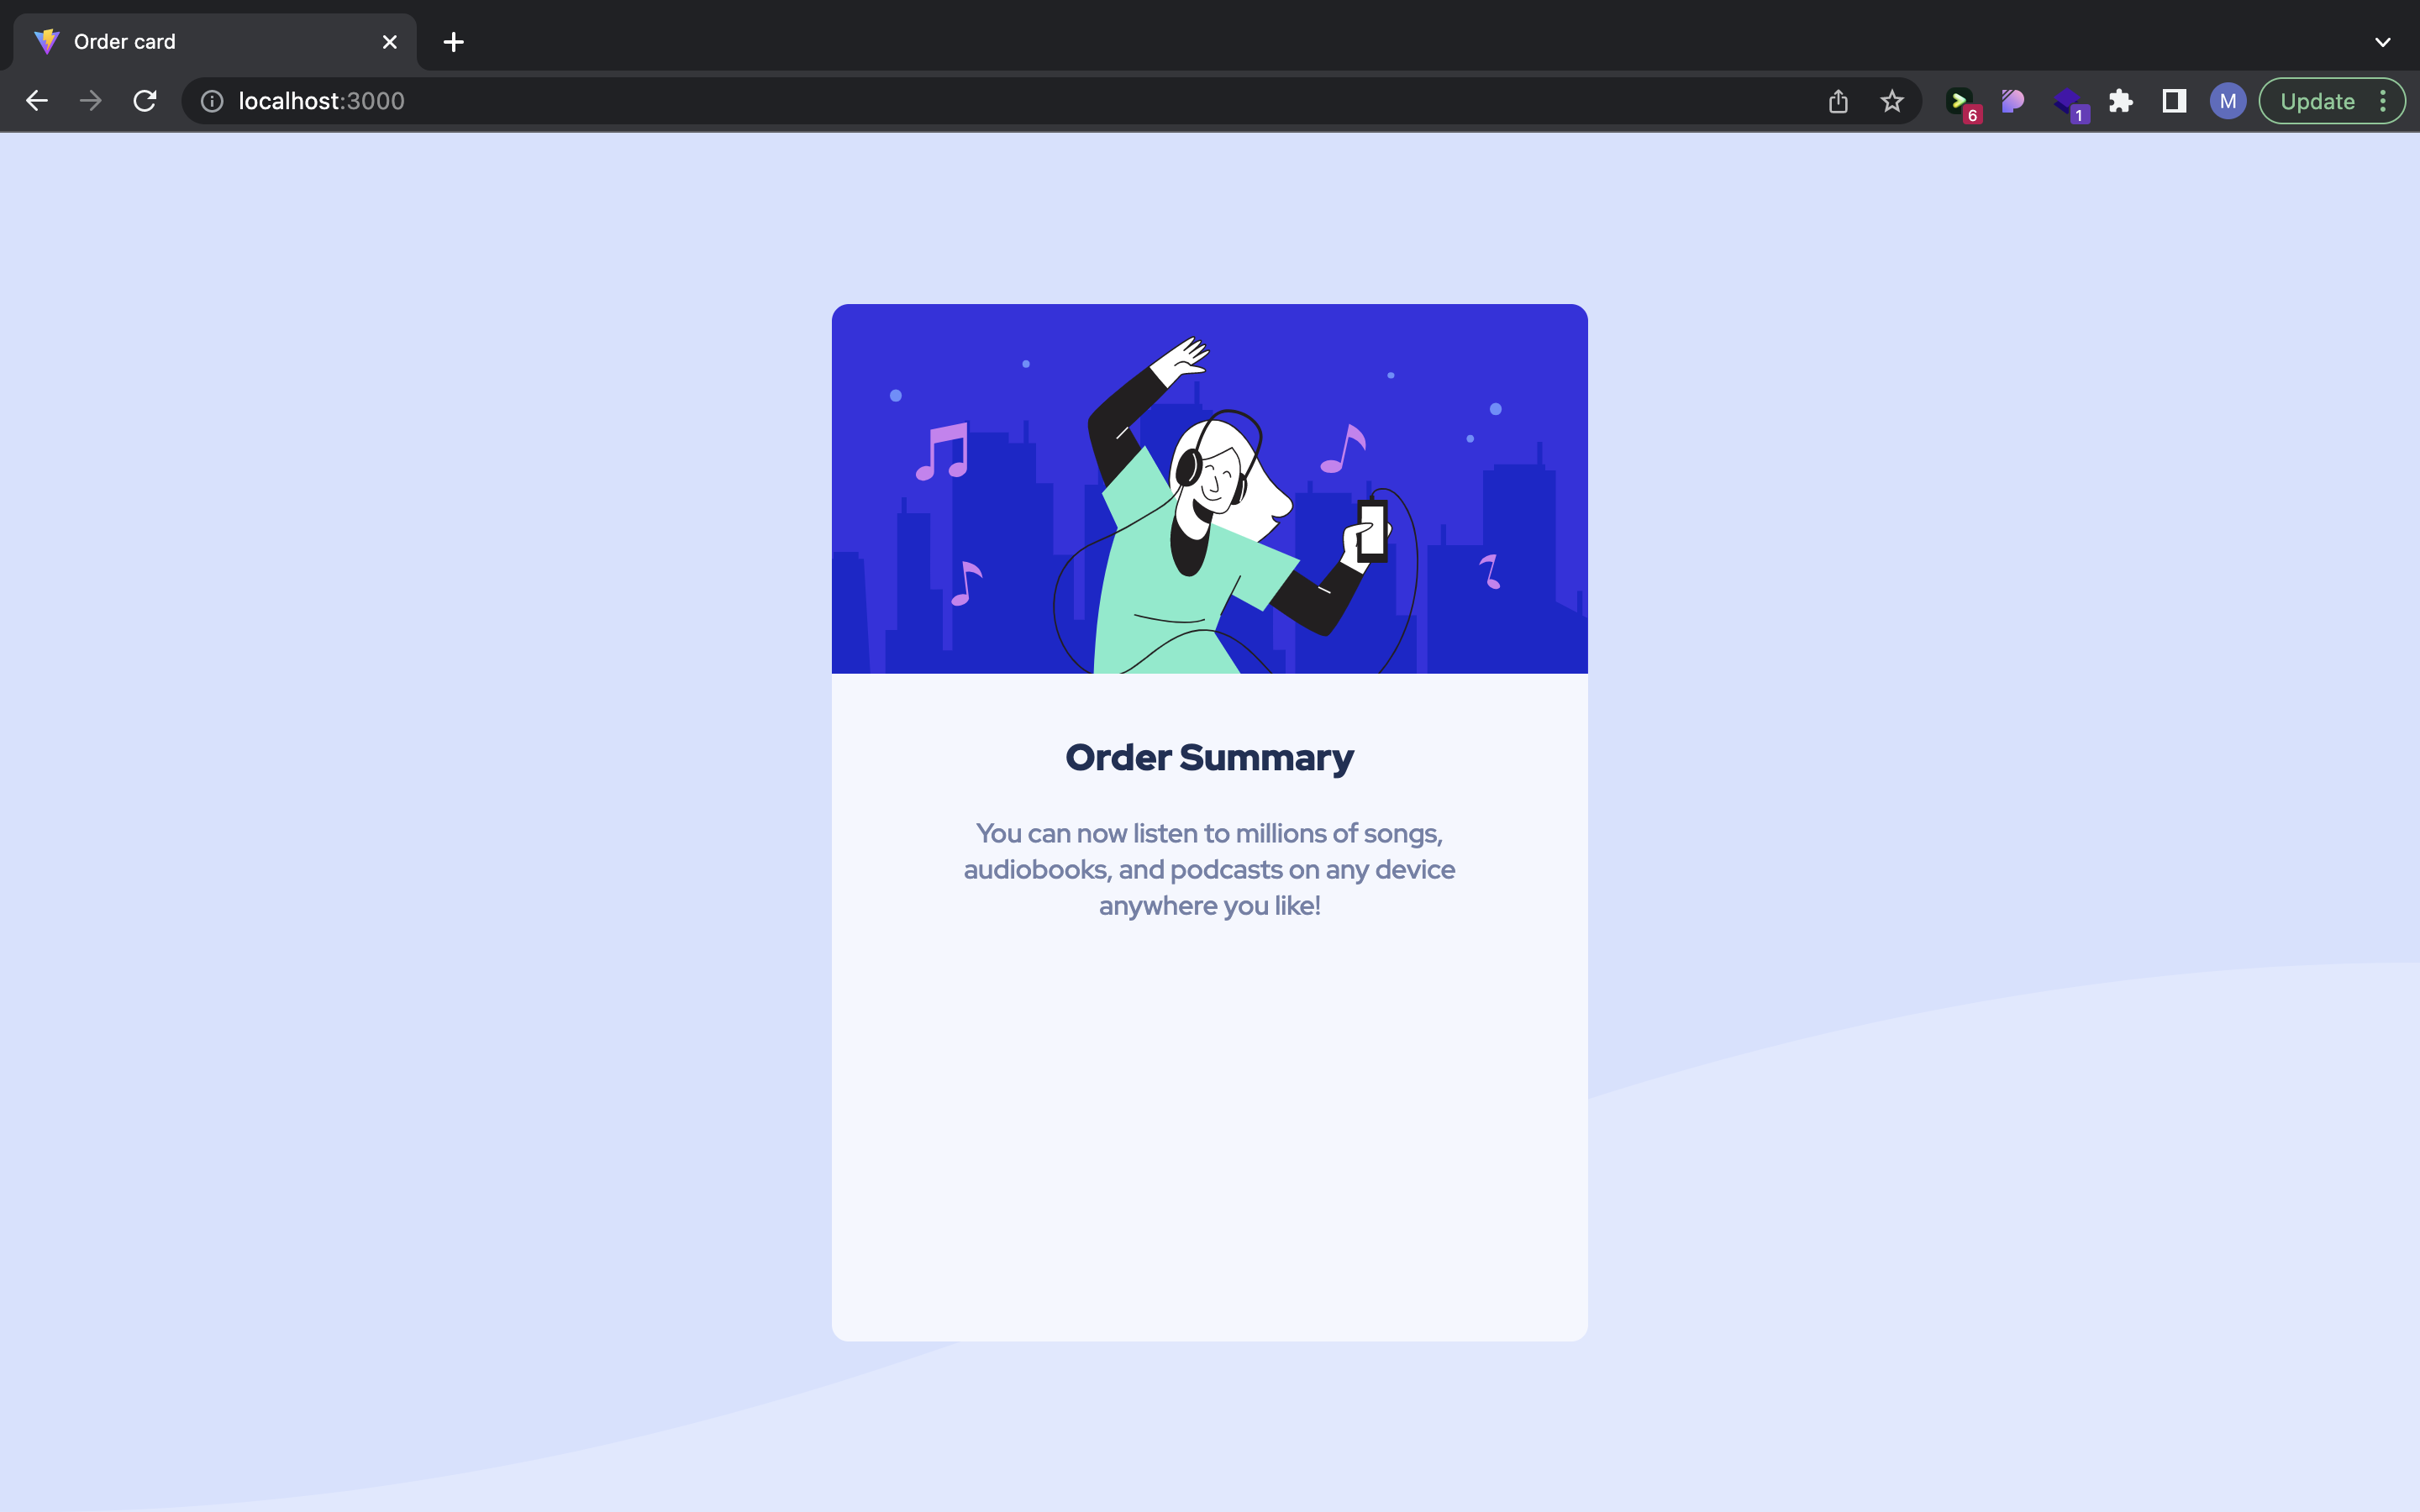 Order card
localhost:3000
6
1
M
Update
Order Summary
You can now listen to millions of songs,
audiobooks, and podcasts on any device
anywhere you like!